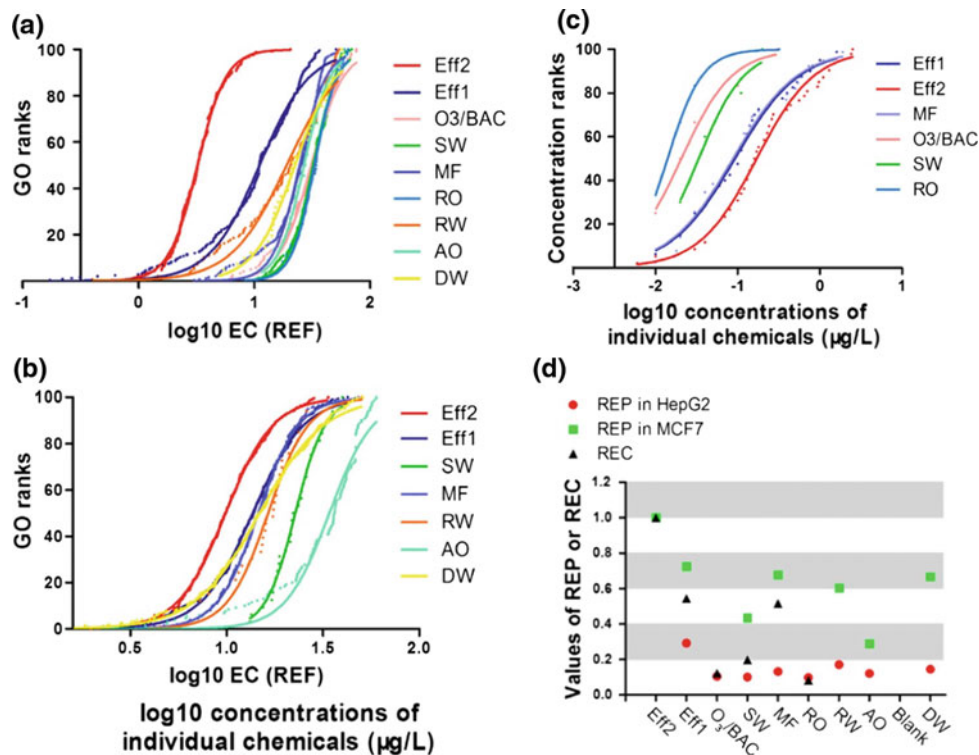 (a)
GO ranks
100
80
60
40
20
0
-1
0
1
2
log10 EC (REF)
Eff2
Eff1
O3/BAC
SW
MF
RO
RW
AO
DW
(b)
GO ranks
100
80
60
40
20
0
0.5
1.0
1.5
2.0
log10 EC (REF)
Eff2
Eff1
SW
MF
RW
AO
DW
log10 concentrations of
individual chemicals (µg/L)
(c)
Concentration ranks
100
80
60
40
20
-3
-2
-1
0
1
log10 concentrations of
individual chemicals (µg/L)
Eff1
Eff2
MF
O3/BAC
SW
RO
(d)
REP in HepG2
REP in MCF7
REC
Values of REP or REC
1.2
1.0
0.8
0.6
0.4
0.2
0.0
Eff2
Eff1
O3/BAC
SW
MF
RO
RW
AO
Blank
DW